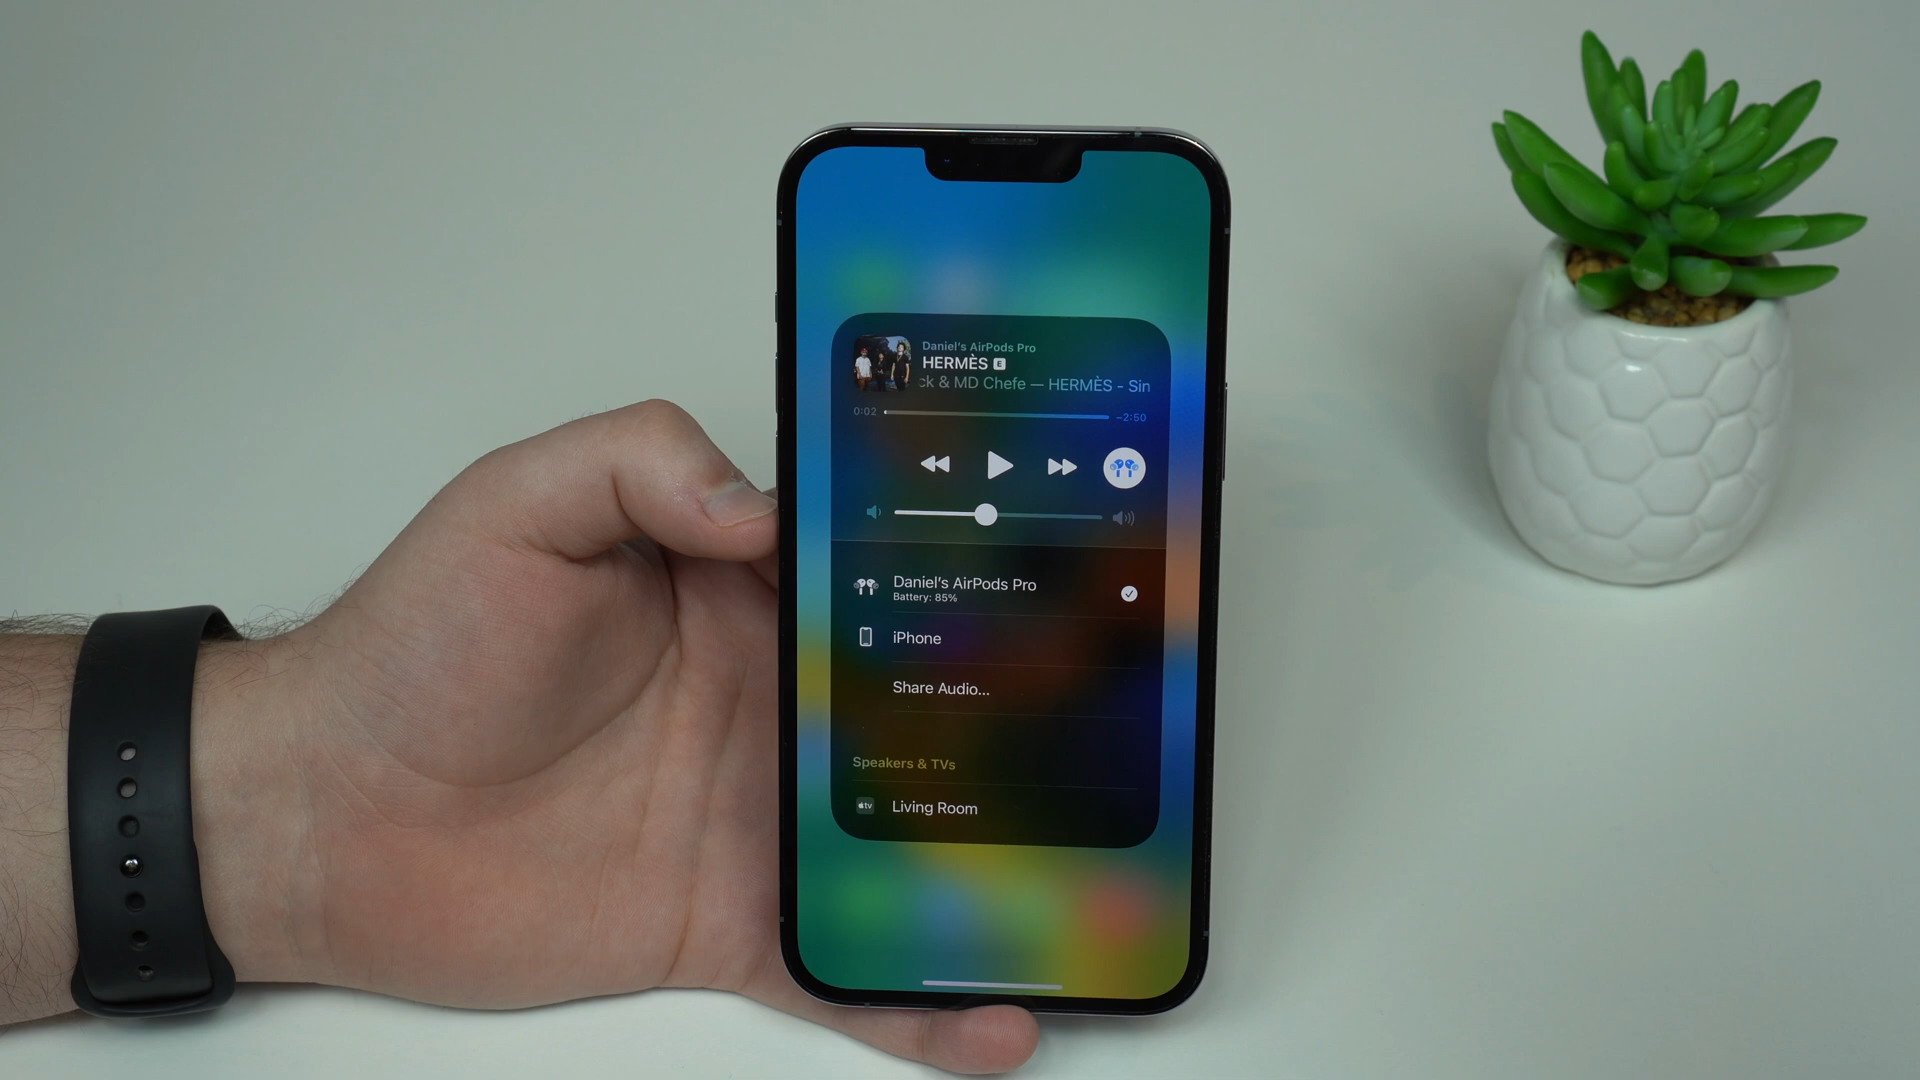 Daniel's AirPods Pro
HERMÈS E
ck & MD Chefe — HERMÈS - Sin
0:02
-2:50
Daniel's AirPods Pro
Battery: 85%
iPhone
Share Audio...
Speakers & TVs
tv Living Room